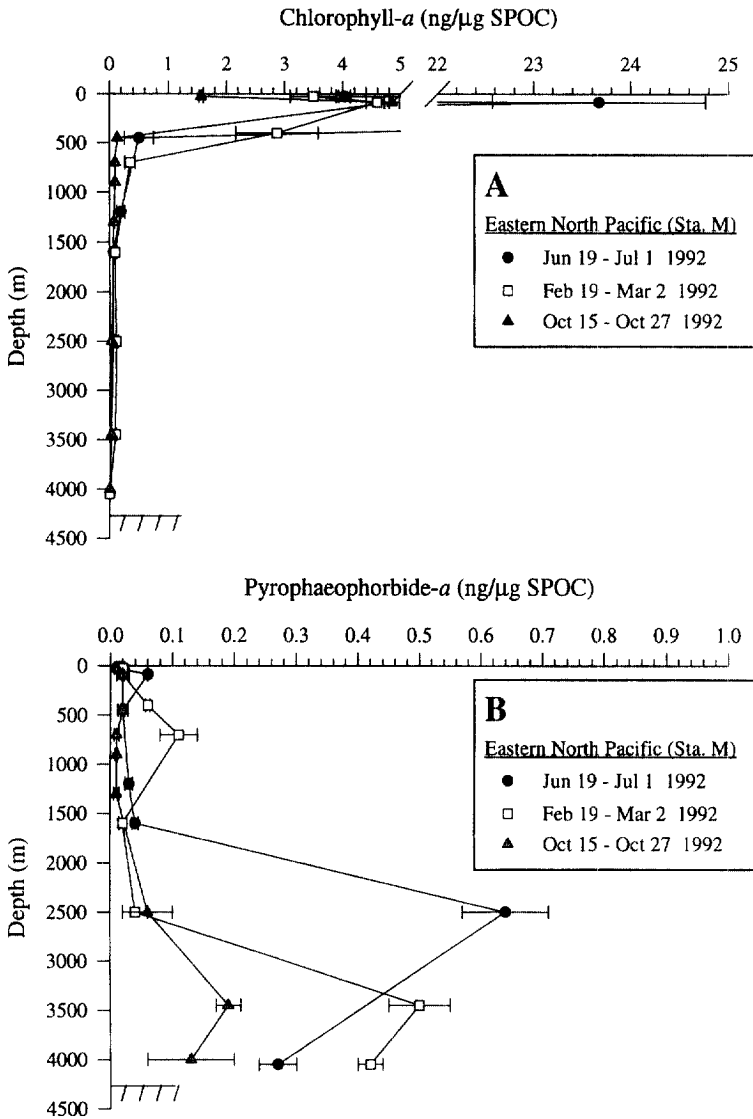 Chlorophyll-a (ng/µg SPOC)
0 1 2 3 4 5 22 23 24 25
0
500
1000
1500
2000
2500
3000
3500
4000
4500
Depth (m)
A
Eastern North Pacific (Sta. M)
Jun 19 - Jul 1 1992
Feb 19 - Mar 2 1992
Oct 15 - Oct 27 1992
Pyrophaeophorbide-a (ng/µg SPOC)
0.0 0.1 0.2 0.3 0.4 0.5 0.6 0.7 0.8 0.9 1.0
0
500
1000
1500
2000
2500
3000
3500
4000
4500
Depth (m)
B
Eastern North Pacific (Sta. M)
Jun 19 - Jul 1 1992
Feb 19 - Mar 2 1992
Oct 15 - Oct 27 1992